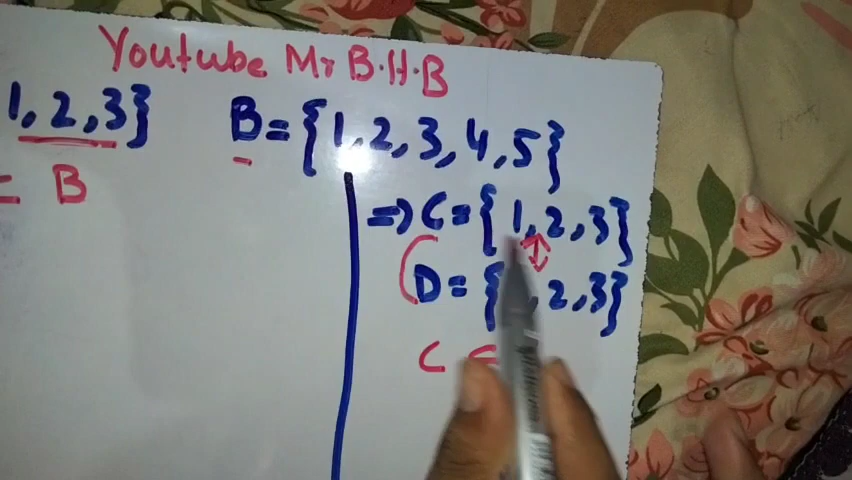 Youtube Mr B.H.B
1, 2, 3} B = {1, 2, 3, 4, 5}
= B
=> C = {1, 2, 3}
D = { , 2, 3}
C